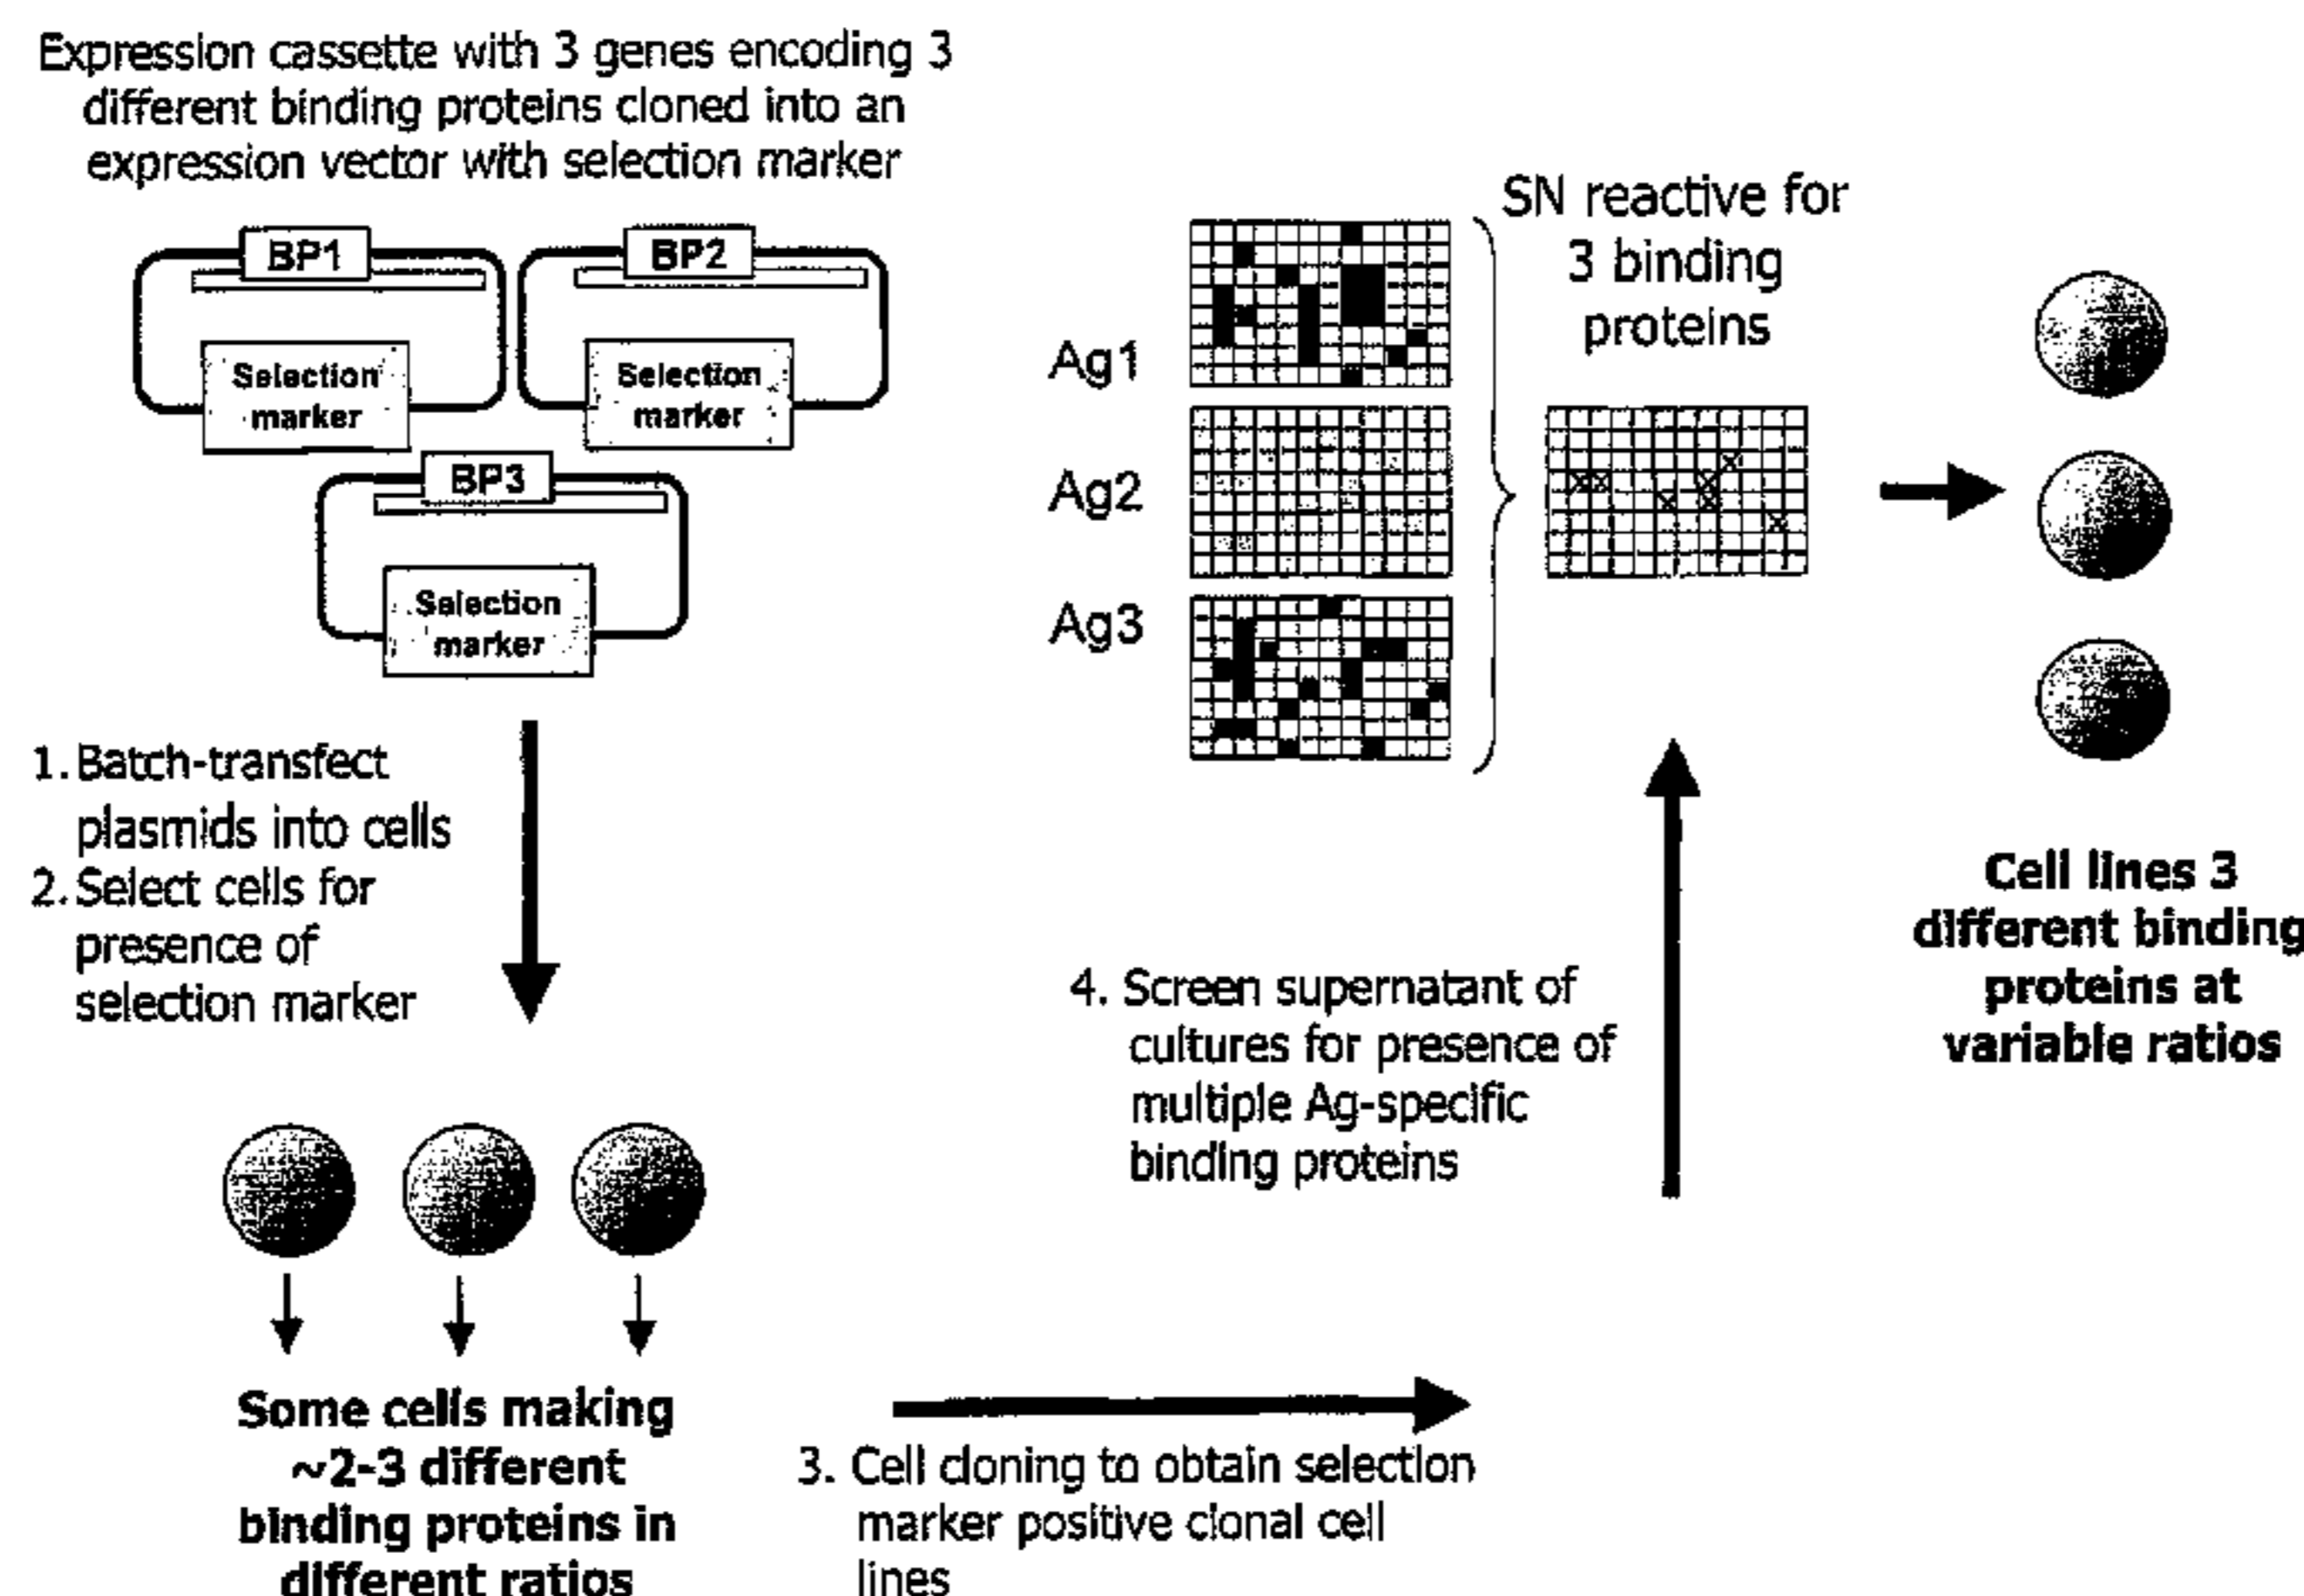 Expression cassette with 3 genes encoding 3
different binding proteins cloned into an
expression vector with selection marker
BP1
BP2
Selection
marker
Selection
marker
BP3
Selection
marker
1. Batch-transfect
plasmids into cells
2. Select cells for
presence of
selection marker
Some cells making
~2-3 different
binding proteins in
different ratios
3. Cell cloning to obtain selection
marker positive clonal cell
lines
4. Screen supernatant of
cultures for presence of
multiple Ag-specific
binding proteins
Ag1
Ag2
Ag3
SN reactive for
3 binding
proteins
Cell lines 3
different binding
proteins at
variable ratios